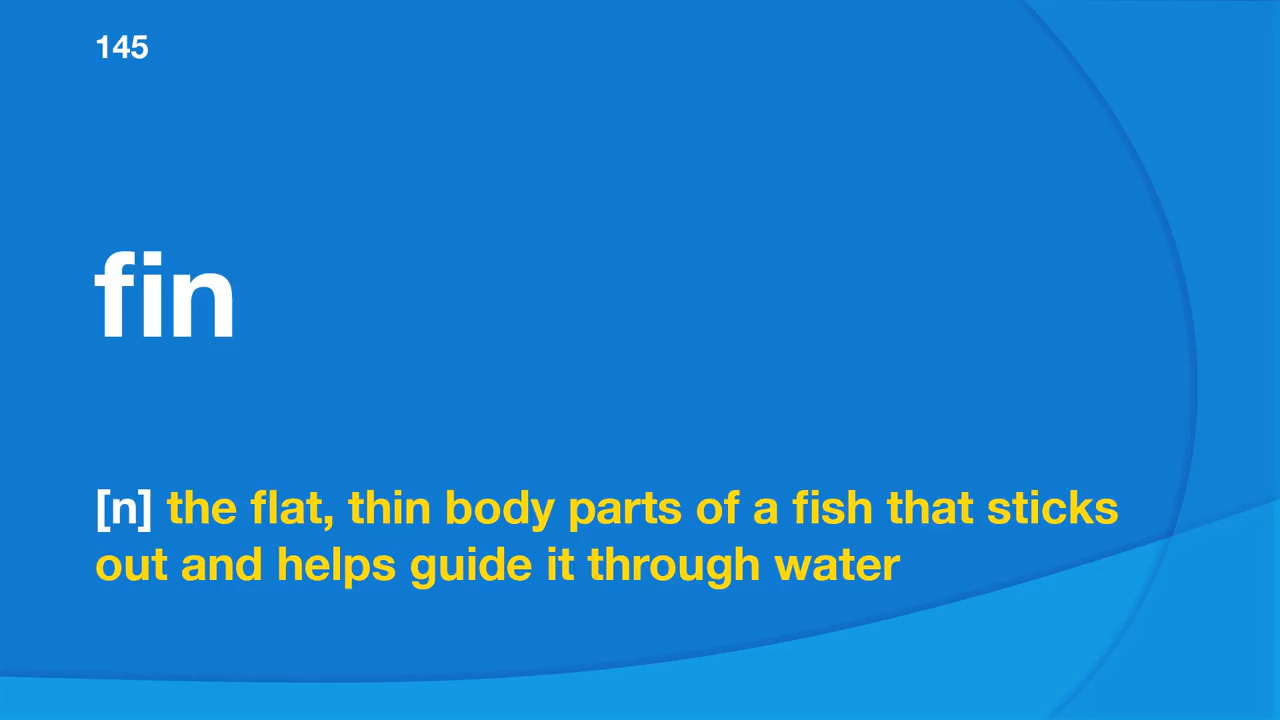 145
fin
[n] the flat, thin body parts of a fish that sticks
out and helps guide it through water